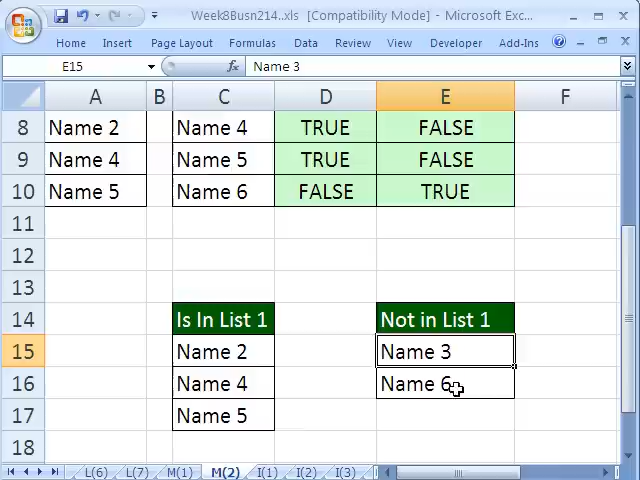 Week8Busn214..xls [Compatibility Mode] - Microsoft Exc...
Home Insert Page Layout Formulas Data Review View Developer Add-Ins
E15 fx Name 3
A B C D E F
8 Name 2 Name 4 TRUE FALSE
9 Name 4 Name 5 TRUE FALSE
10 Name 5 Name 6 FALSE TRUE
11
12
13
14 Is In List 1 Not in List 1
15 Name 2 Name 3
16 Name 4 Name 6
17 Name 5
18
L(6) L(7) M(1) M(2) I(1) I(2) I(3)